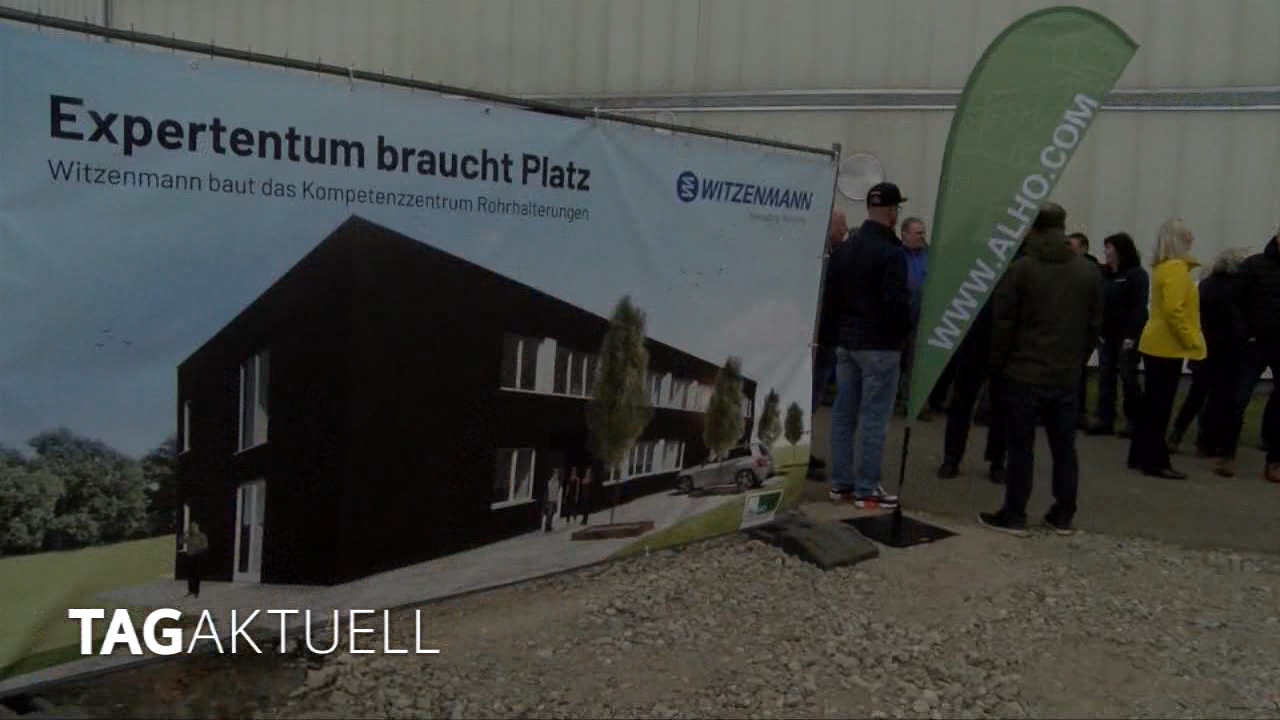 Expertentum braucht Platz
Witzenmann baut das Kompetenzzentrum Rohrhalterungen
WITZENMANN
WWW.ALHO.COM
TAGAKTUELL